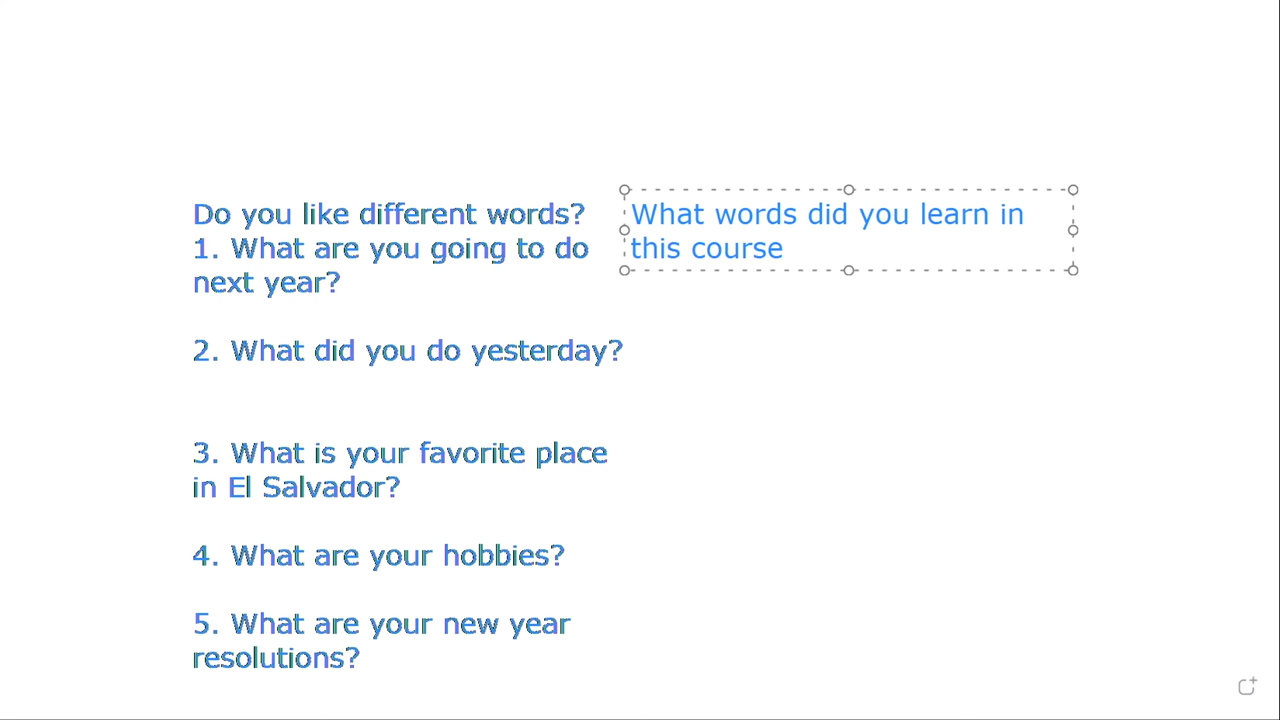 Do you like different words?
1. What are you going to do
next year?
2. What did you do yesterday?
3. What is your favorite place
in El Salvador?
4. What are your hobbies?
5. What are your new year
resolutions?
What words did you learn in
this course